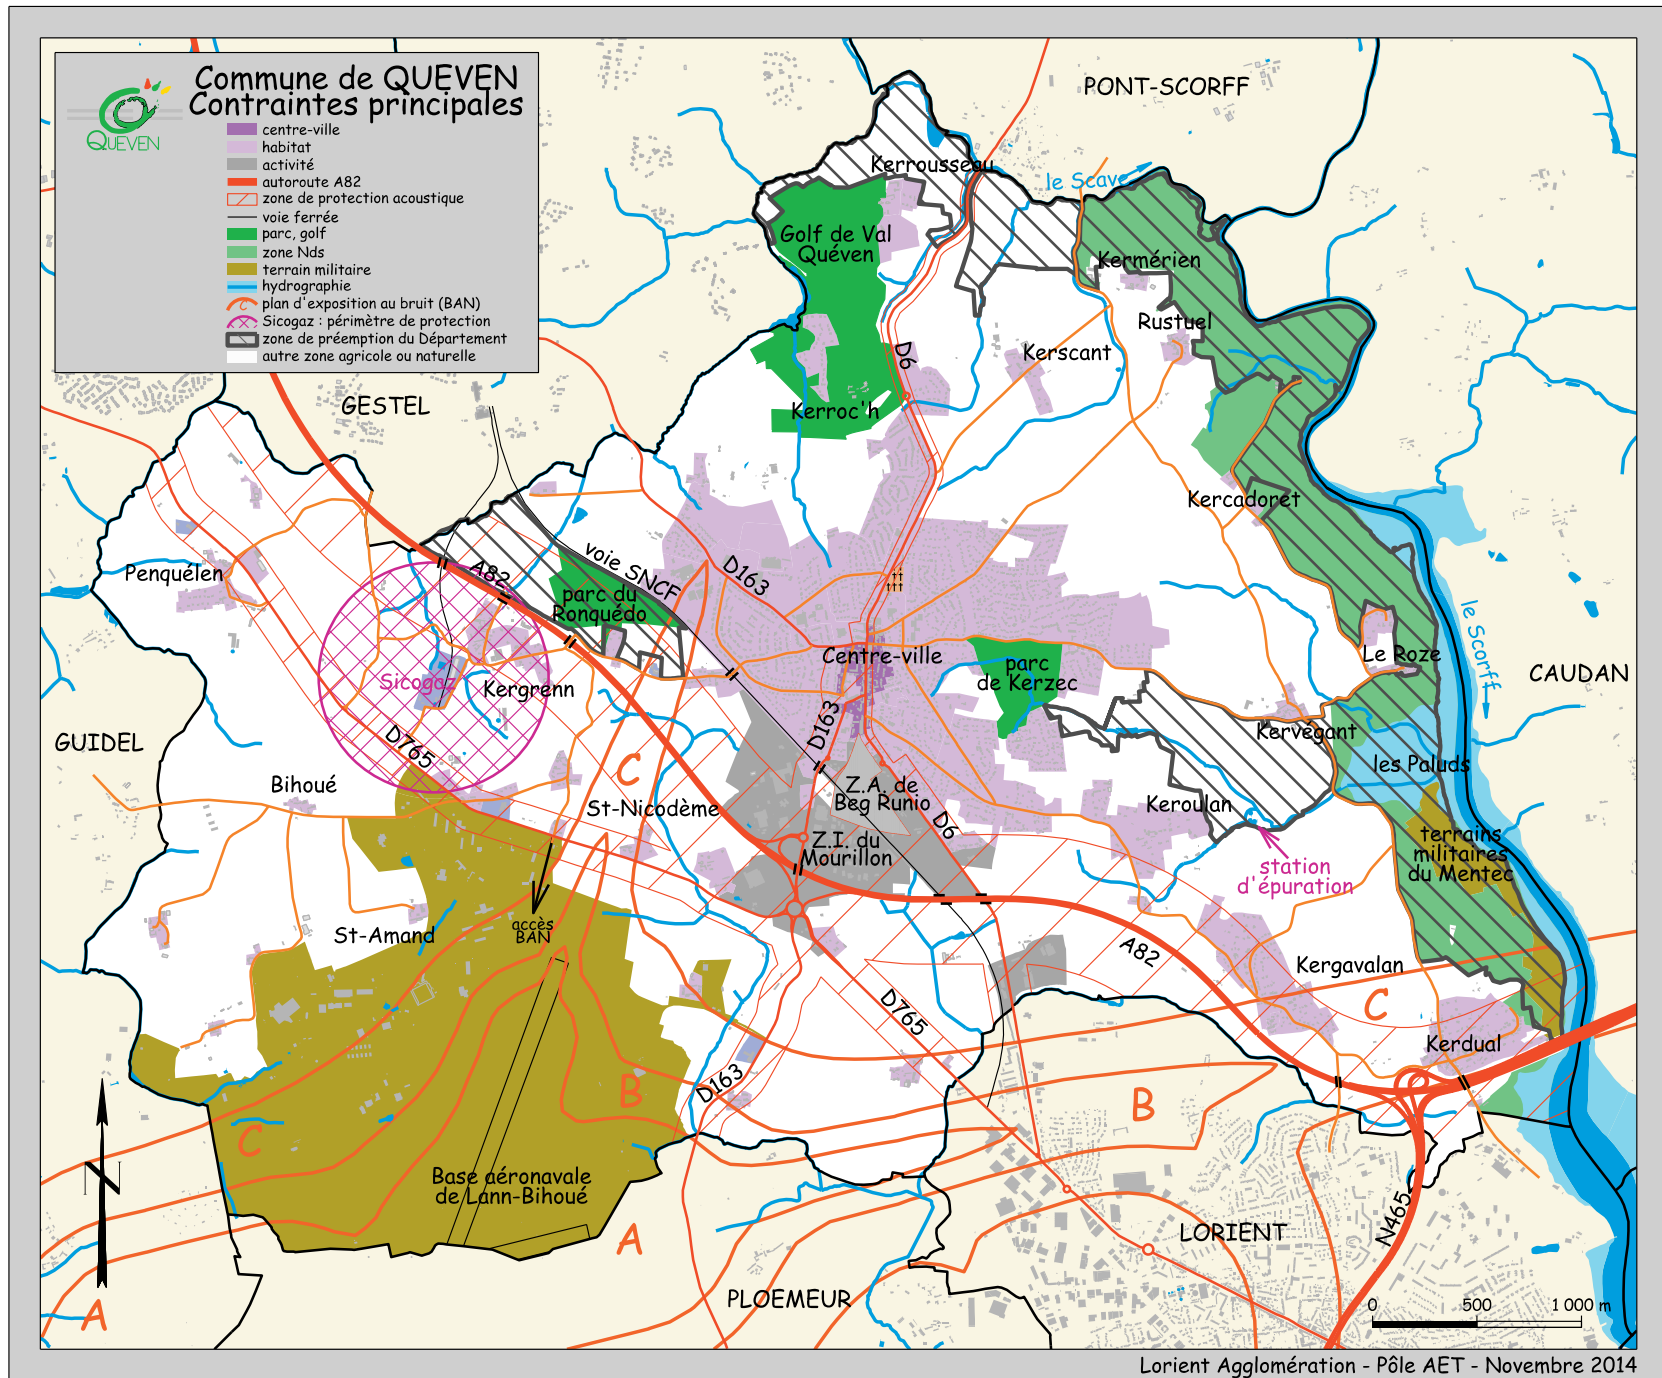 Commune de QUEVEN
Contraintes principales
QUEVEN
centre-ville
habitat
activité
autoroute A82
zone de protection acoustique
voie ferrée
parc, golf
zone Nds
terrain militaire
hydrographie
C
plan d'exposition au bruit (BAN)
Sicogaz : périmètre de protection
zone de préemption du Département
autre zone agricole ou naturelle
PONT-SCORFF
Kerrousseau
le Scave
Golf de Val
Quéven
Kermérien
Rustuel
D6
Kerscant
GESTEL
Kerroc'h
Kercadoret
voie SNCF
A82
D163
Penquélen
parc du
Ronquédo
le Scorff
Centre-ville
Le Roze
parc
de Kerzec
CAUDAN
Sicogaz
Kergrenn
D163
Kervégant
GUIDEL
D765
C
les Paluds
Bihoué
Z.A. de
Beg Runio
St-Nicodème
Keroulan
D6
Z.I. du
Mourillon
terrains
militaires
du Mentec
station
d'épuration
accès
BAN
St-Amand
A82
Kergavalan
C
D765
Kerdual
D163
B
B
C
N
Base aéronavale
de Lann-Bihoué
A
N465
LORIENT
PLOEMEUR
A
0 500 1 000 m
Lorient Agglomération - Pôle AET - Novembre 2014